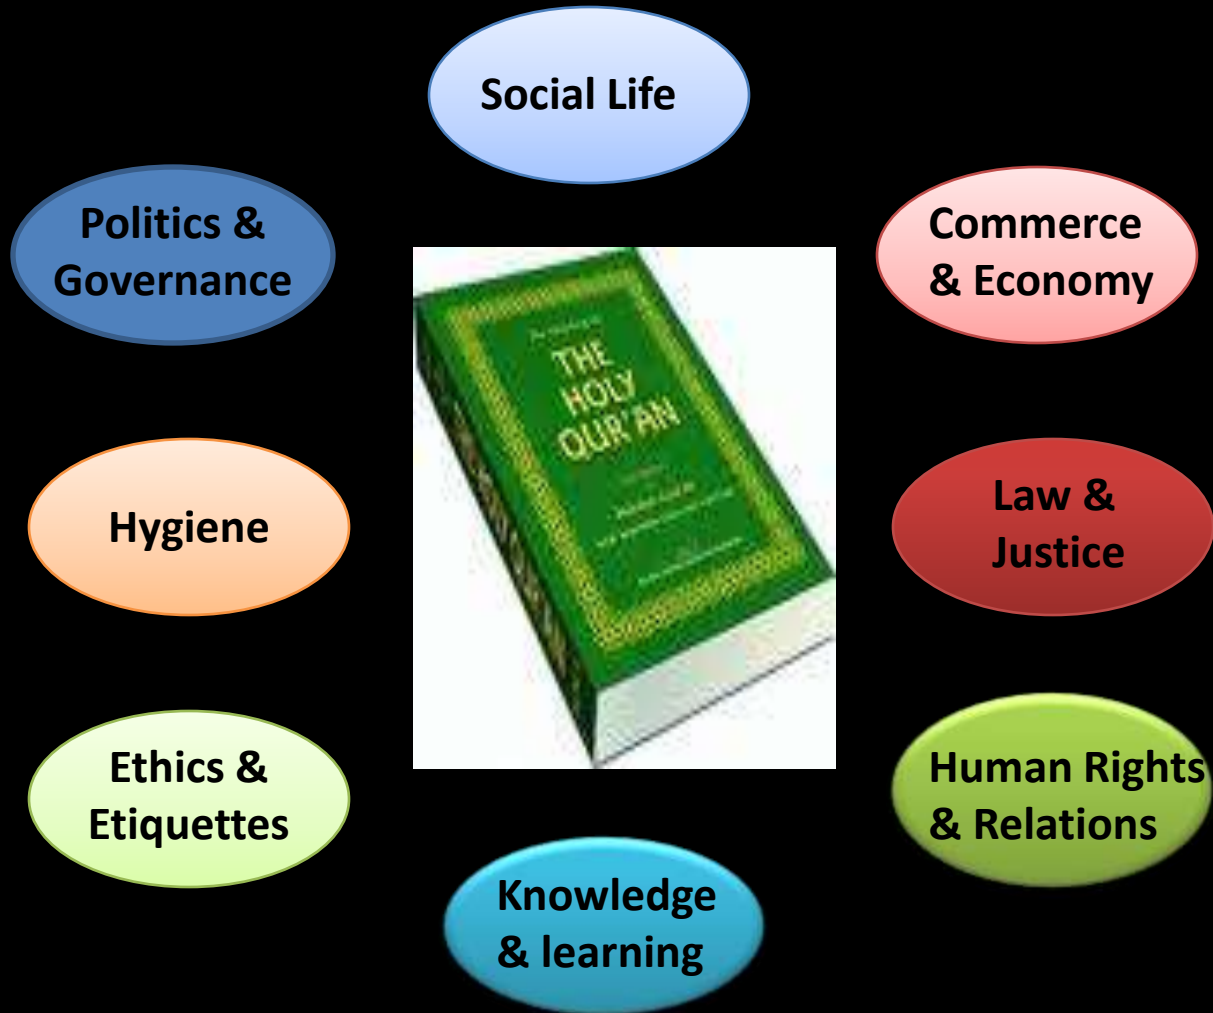 Social Life
Politics &
Governance
Commerce
& Economy
THE
HOLY
QUR'AN
Hygiene
Law &
Justice
Ethics &
Etiquettes
Human Rights
& Relations
Knowledge
& learning